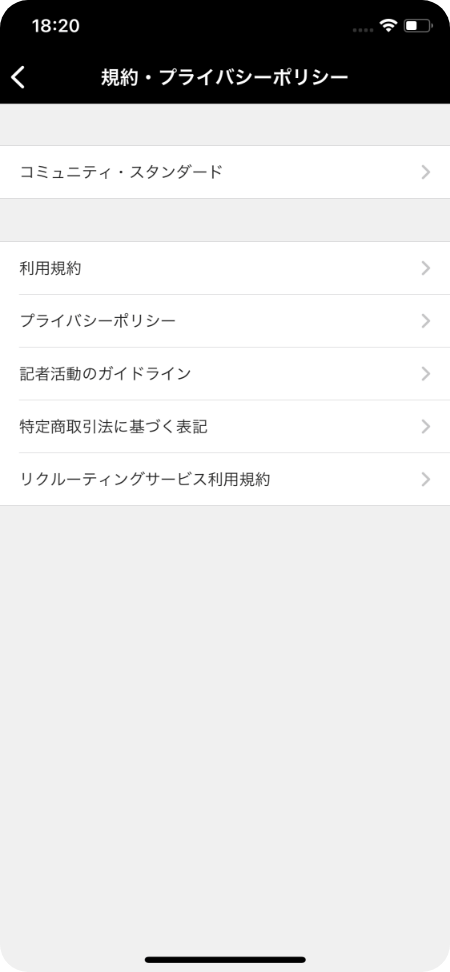 18:20
規約・プライバシーポリシー
コミュニティ・スタンダード
利用規約
プライバシーポリシー
記者活動のガイドライン
特定商取引法に基づく表記
リクルーティングサービス利用規約